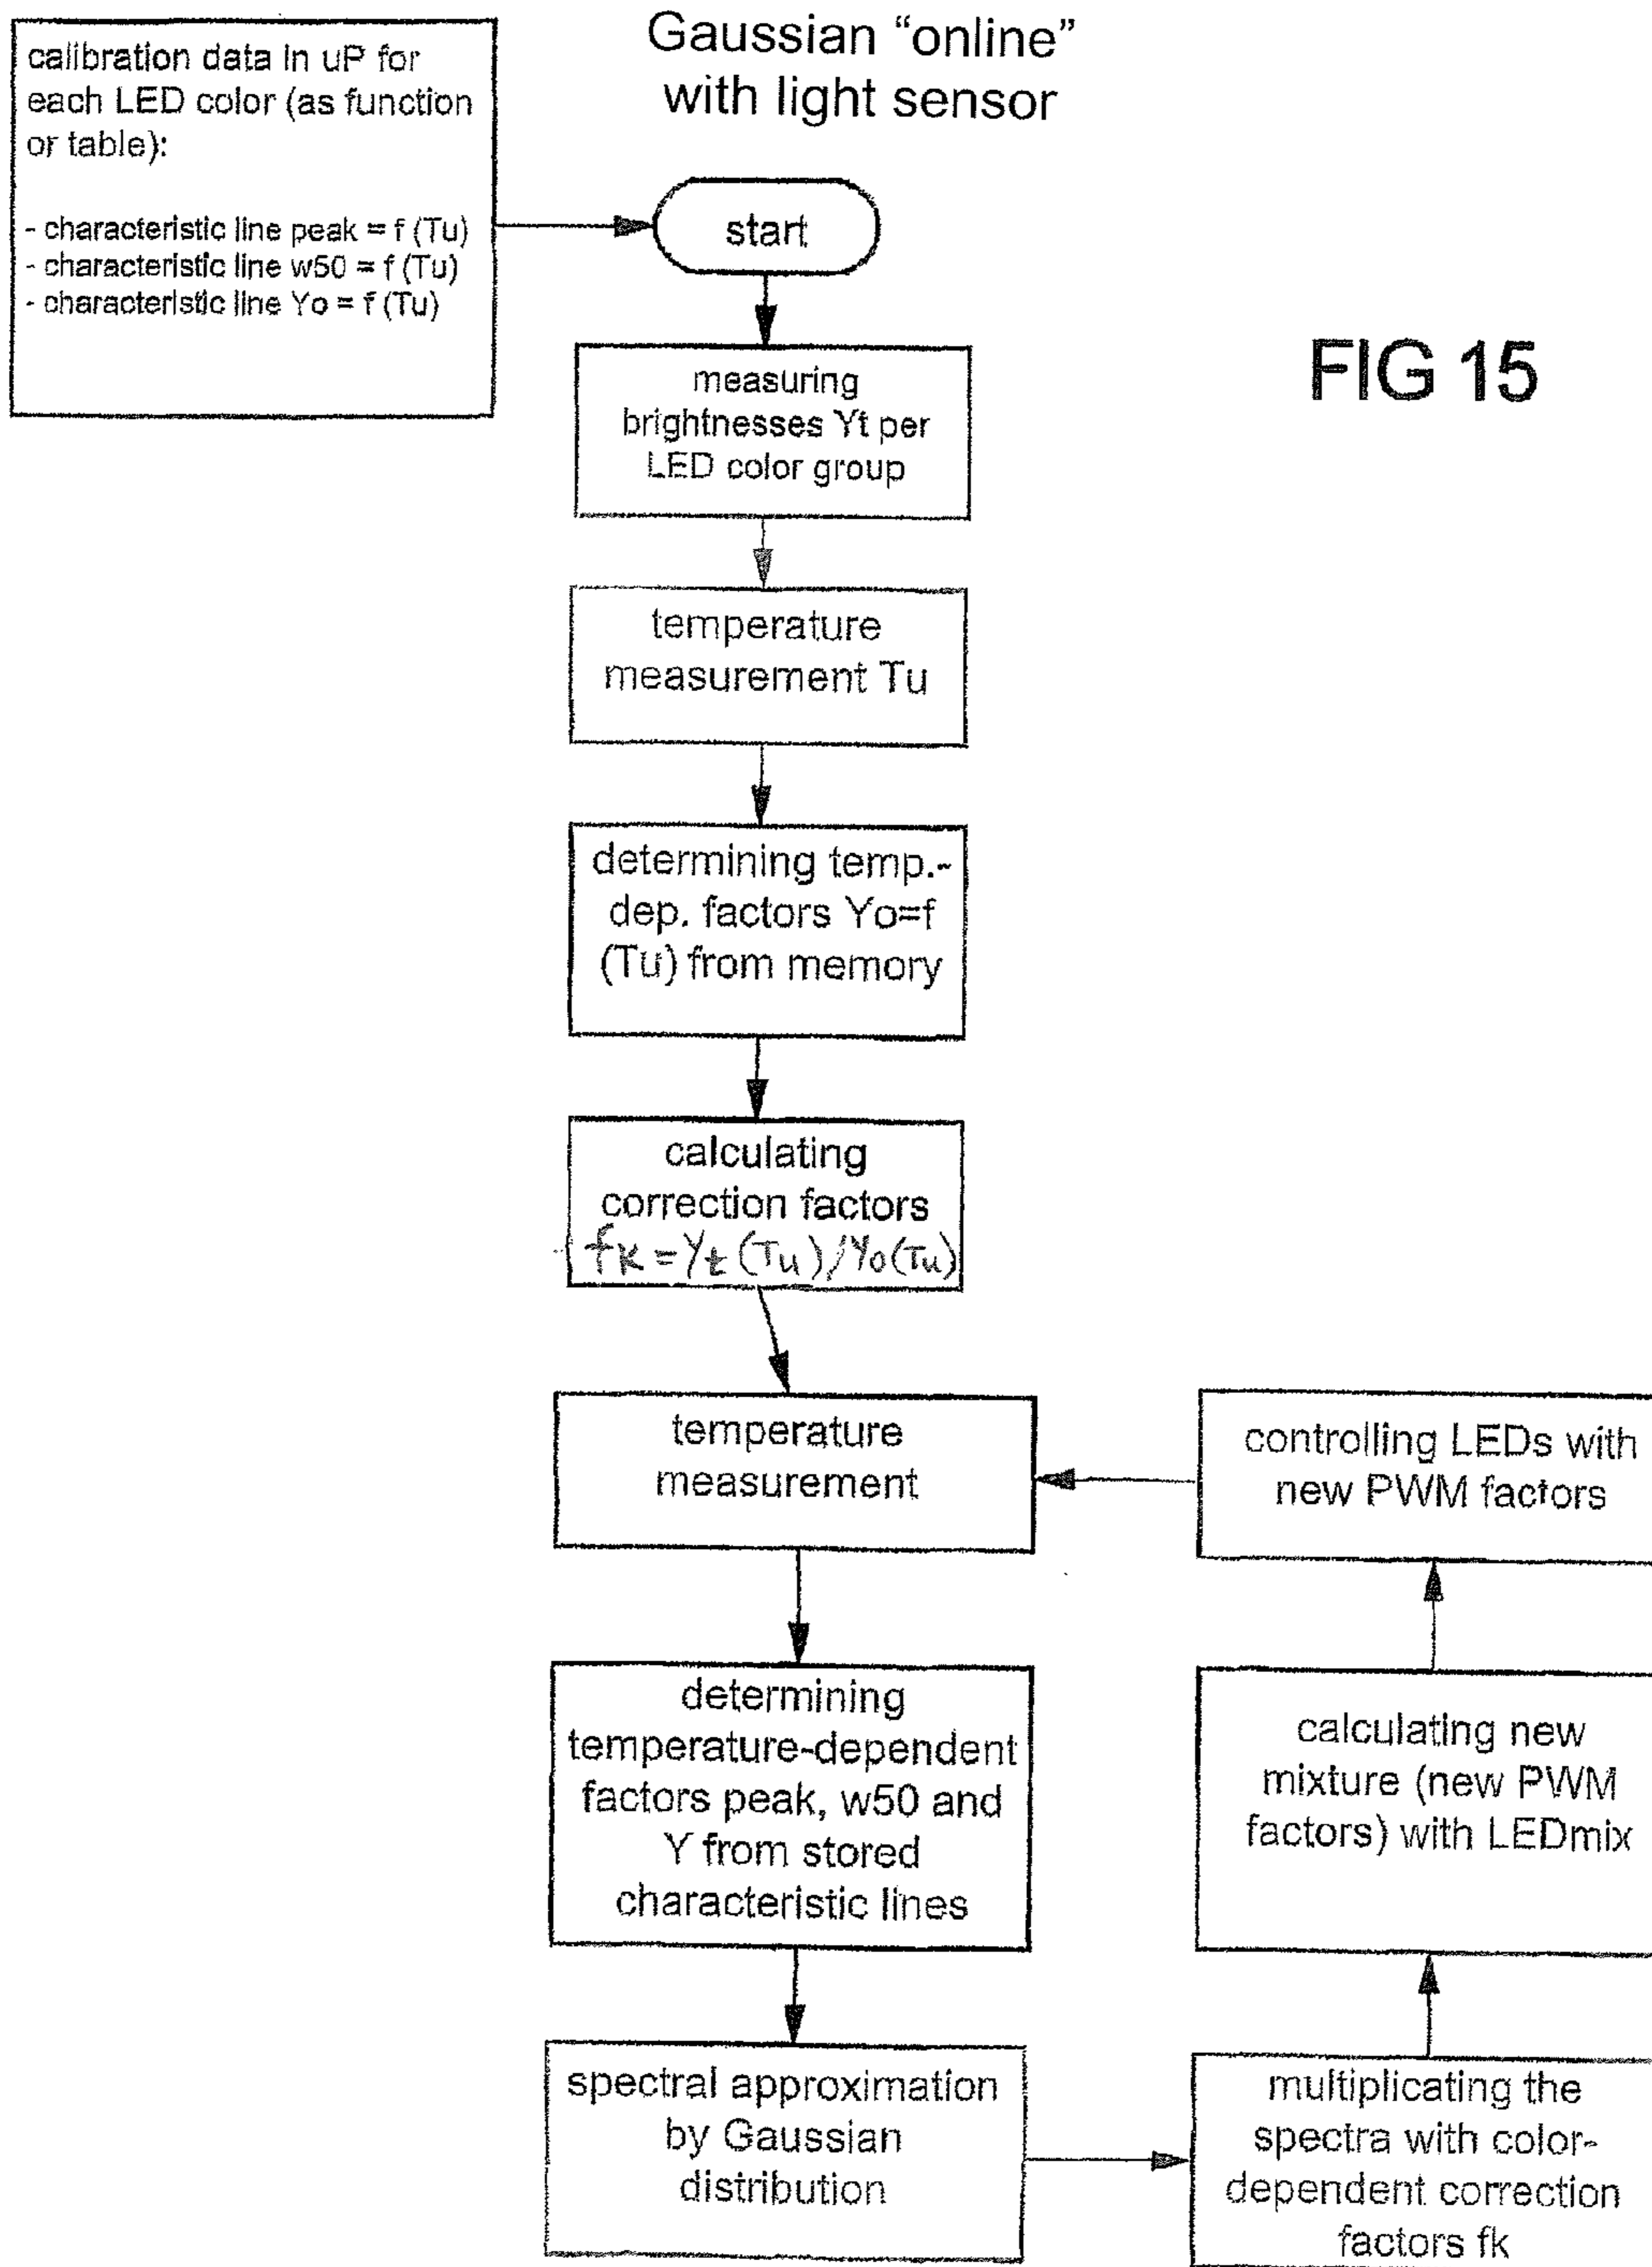 Gaussian “online”
with light sensor
calibration data in uP for
each LED color (as function
or table):
- characteristic line peak = f (Tu)
- characteristic line w50 = f (Tu)
- characteristic line Yo = f (Tu)
start
FIG 15
measuring
brightnesses Yt per
LED color group
temperature
measurement Tu
determining temp.-
dep. factors Yo=f
(Tu) from memory
calculating
correction factors
fK = Yt (Tu) / Yo (Tu)
temperature
measurement
determining
temperature-dependent
factors peak, w50 and
Y from stored
characteristic lines
spectral approximation
by Gaussian
distribution
multiplicating the
spectra with color-
dependent correction
factors fk
calculating new
mixture (new PWM
factors) with LEDmix
controlling LEDs with
new PWM factors